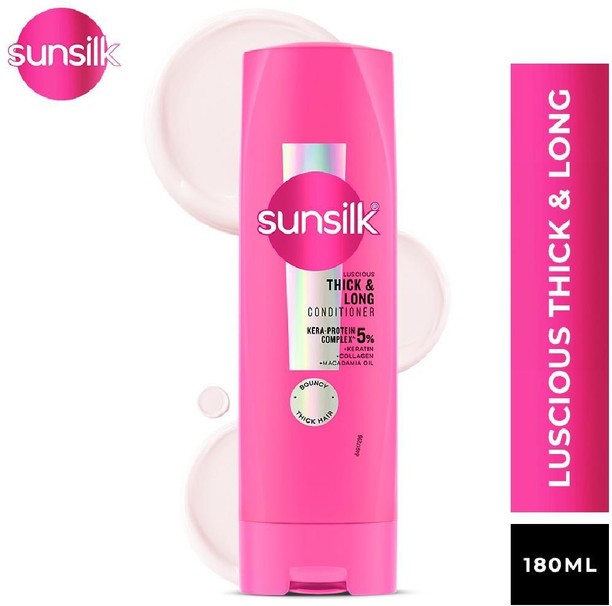 sunsilk
sunsilk®
LUSCIOUS
THICK &
LONG
CONDITIONER
KERA-PROTEIN
COMPLEX* 5%
•KERATIN
•COLLAGEN
•MACADAMIA OIL
BOUNCY
THICK HAIR
LUSCIOUS THICK & LONG
180ML